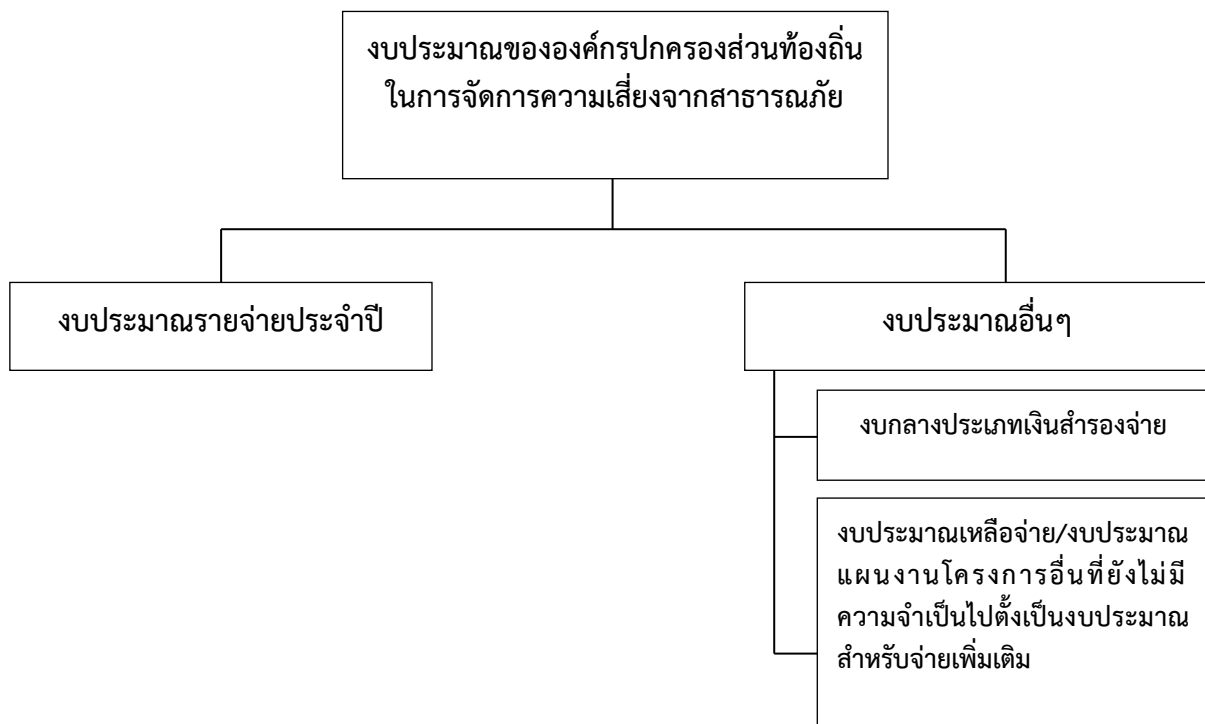 งบประมาณขององค์กรปกครองส่วนท้องถิ่น
ในการจัดการความเสี่ยงจากสาธารณภัย
งบประมาณรายจ่ายประจำปี
งบประมาณอื่นๆ
งบกลางประเภทเงินสำรองจ่าย
งบประมาณเหลือจ่าย/งบประมาณ
แผนงานโครงการอื่นที่ยังไม่มี
ความจำเป็นไปตั้งเป็นงบประมาณ
สำหรับจ่ายเพิ่มเติม